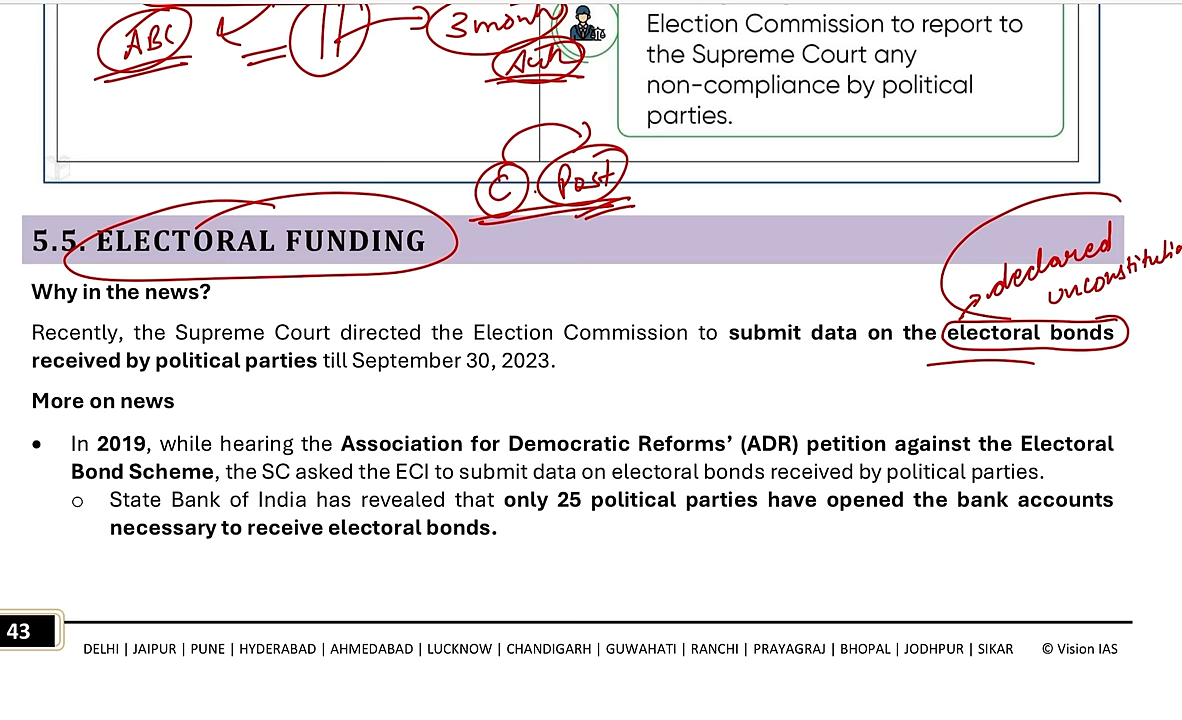 ABC
3 months
Auth
Election Commission to report to
the Supreme Court any
non-compliance by political
parties.
C. Post
5.5. ELECTORAL FUNDING
declared
unconstitutio
Why in the news?
Recently, the Supreme Court directed the Election Commission to submit data on the electoral bonds
received by political parties till September 30, 2023.
More on news
• In 2019, while hearing the Association for Democratic Reforms’ (ADR) petition against the Electoral
Bond Scheme, the SC asked the ECI to submit data on electoral bonds received by political parties.
o State Bank of India has revealed that only 25 political parties have opened the bank accounts
necessary to receive electoral bonds.
43
DELHI | JAIPUR | PUNE | HYDERABAD | AHMEDABAD | LUCKNOW | CHANDIGARH | GUWAHATI | RANCHI | PRAYAGRAJ | BHOPAL | JODHPUR | SIKAR © Vision IAS